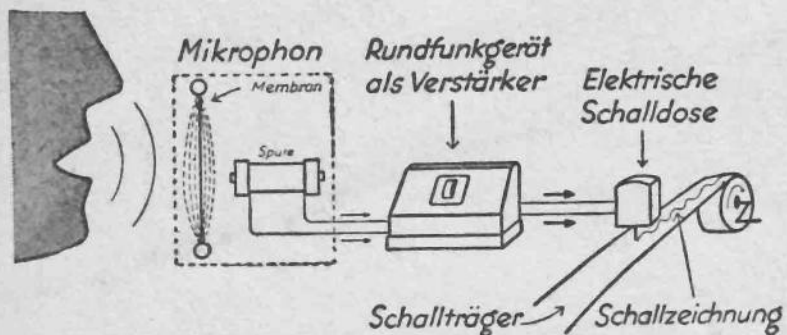 Mikrophon
Membran
Spule
Rundfunkgerät
als Verstärker
Elektrische
Schalldose
Schallträger
Schallzeichnung